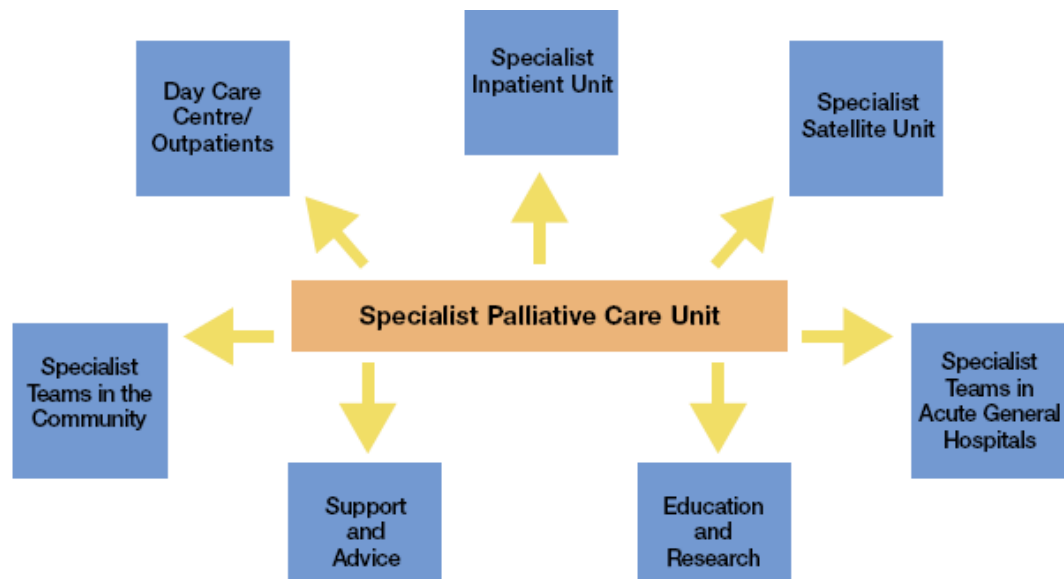 Day Care
Centre/
Outpatients
Specialist
Inpatient Unit
Specialist
Satellite Unit
Specialist Palliative Care Unit
Specialist
Teams in the
Community
Support
and
Advice
Education
and
Research
Specialist
Teams in
Acute General
Hospitals